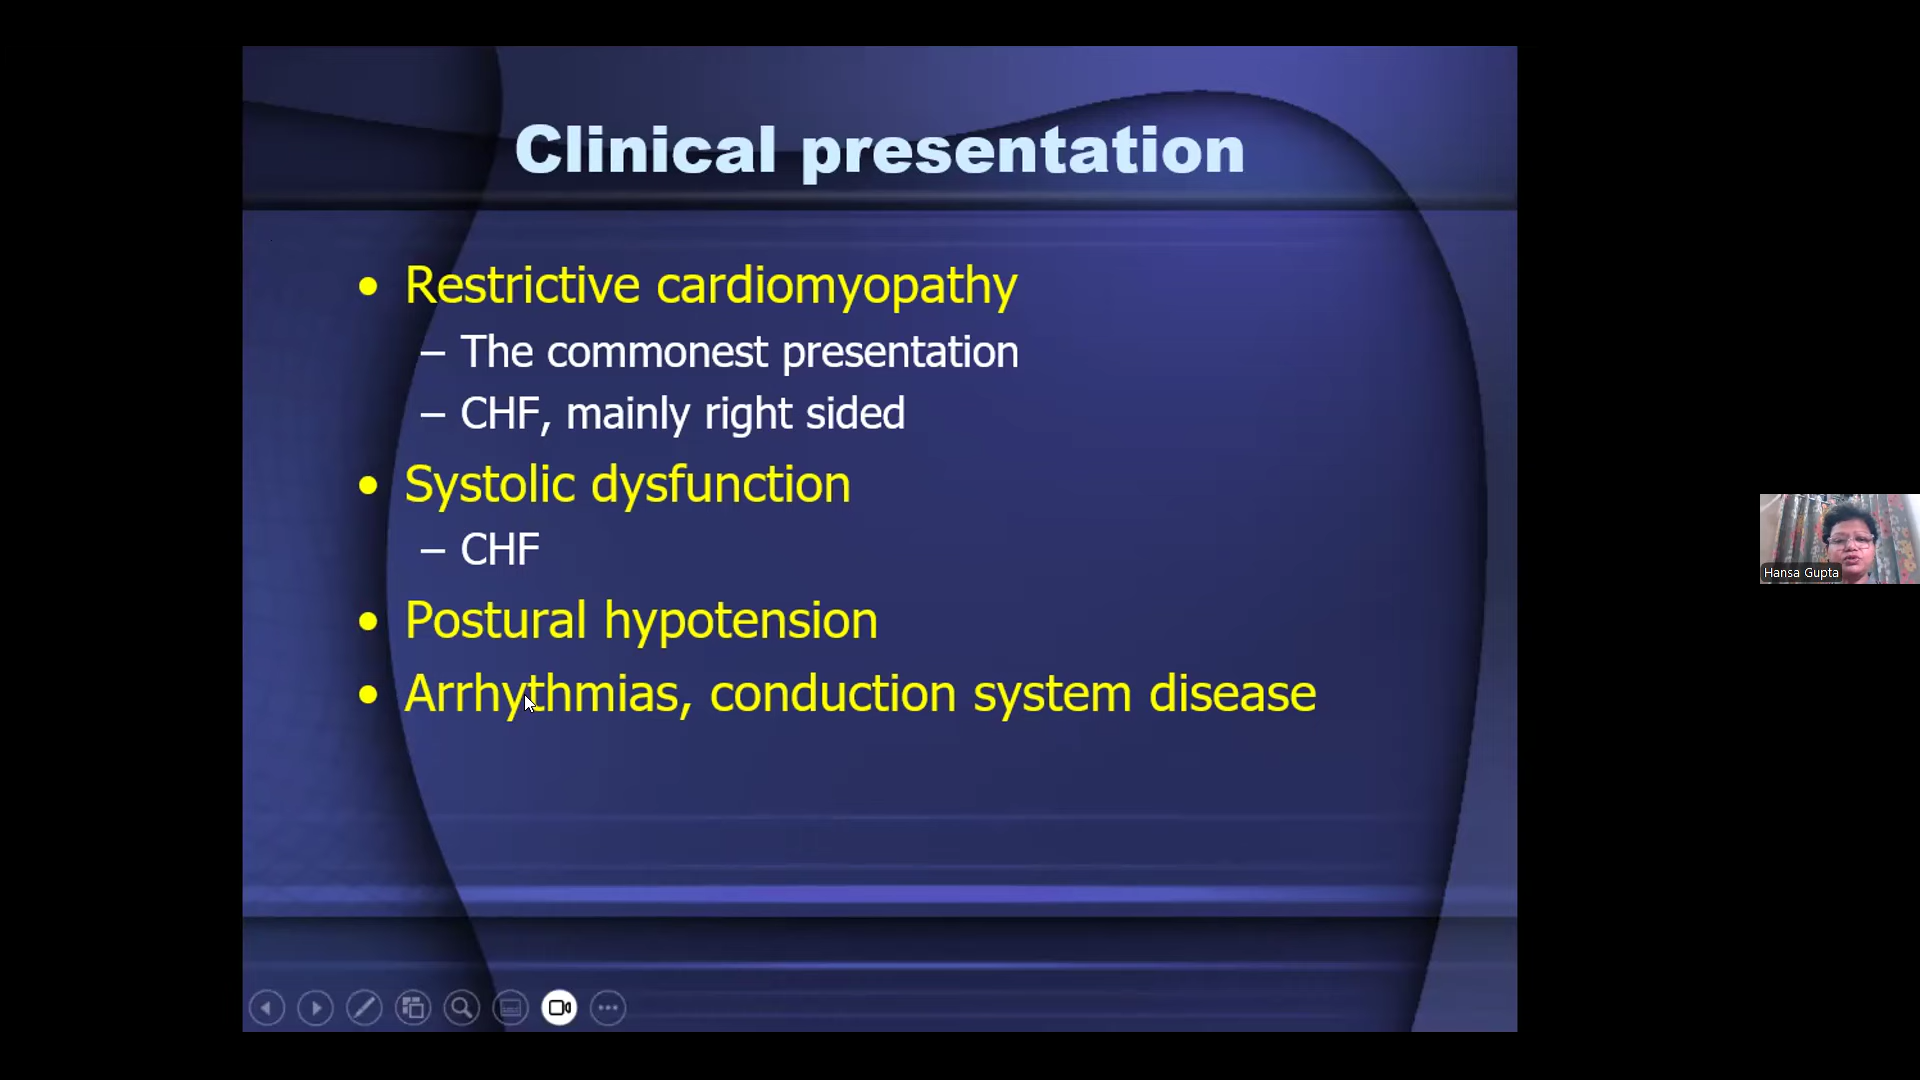 Clinical presentation
• Restrictive cardiomyopathy
– The commonest presentation
– CHF, mainly right sided
• Systolic dysfunction
– CHF
• Postural hypotension
• Arrhythmias, conduction system disease
Hansa Gupta